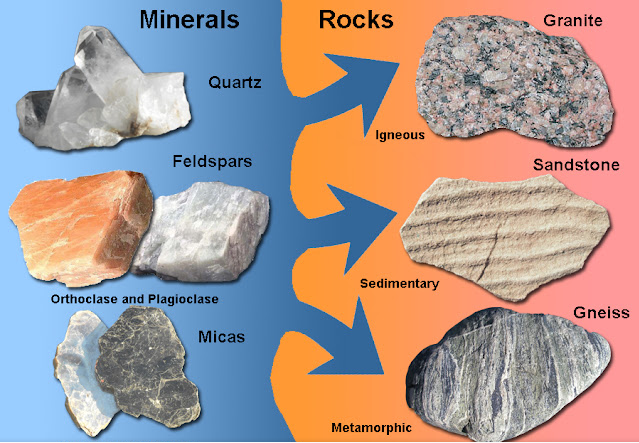 Minerals
Rocks
Quartz
Granite
Igneous
Feldspars
Sandstone
Orthoclase and Plagioclase
Sedimentary
Micas
Gneiss
Metamorphic